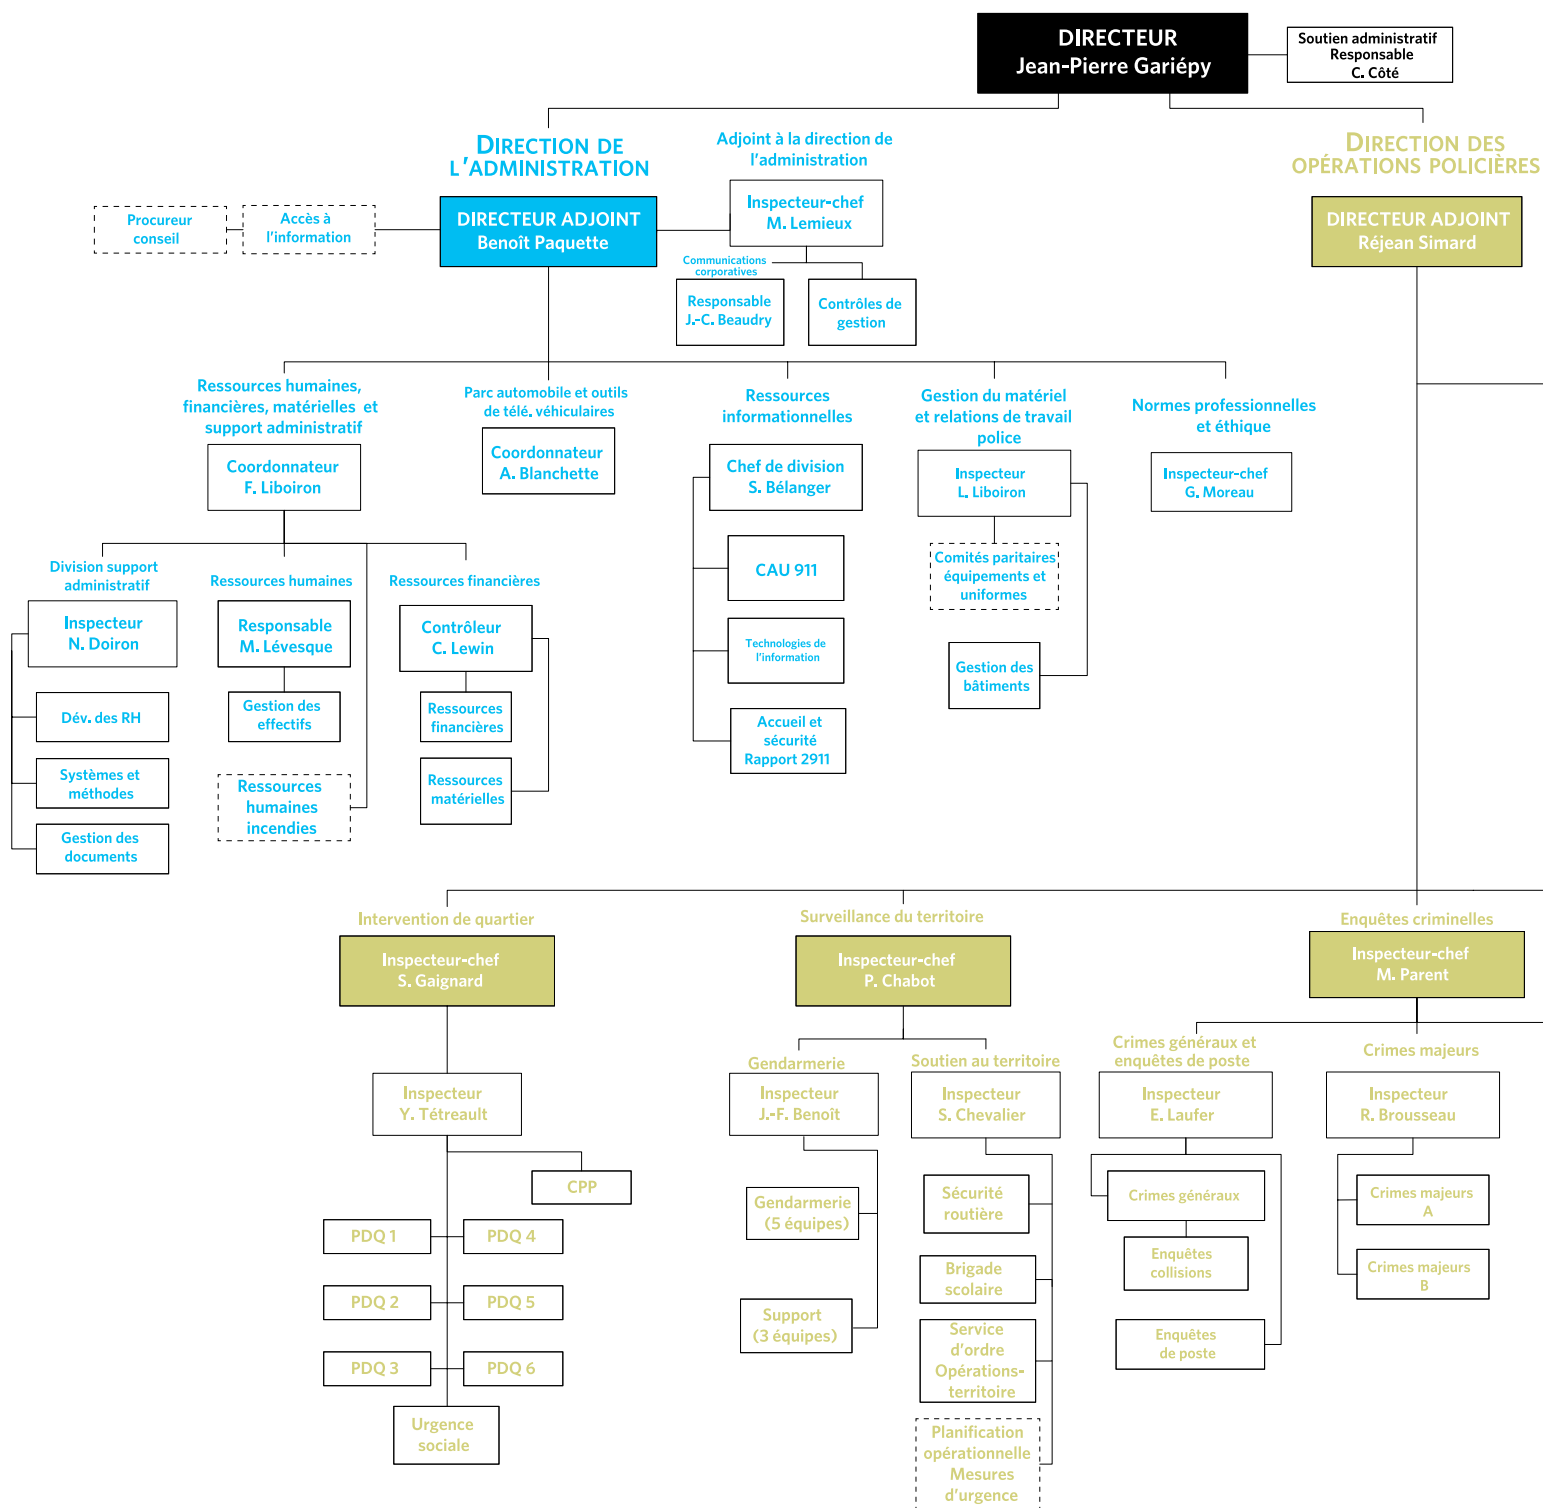 DIRECTEUR
Jean-Pierre Gariépy
Soutien administratif
Responsable
C. Côté
DIRECTION DE
L'ADMINISTRATION
Adjoint à la direction de
l'administration
DIRECTION DES
OPÉRATIONS POLICIÈRES
Procureur
conseil
Accès à
l'information
DIRECTEUR ADJOINT
Benoît Paquette
Inspecteur-chef
M. Lemieux
DIRECTEUR ADJOINT
Réjean Simard
Communications
corporatives
Responsable
J.-C. Beaudry
Contrôles de
gestion
Ressources humaines,
financières, matérielles et
support administratif
Coordonnateur
F. Liboiron
Parc automobile et outils
de télé. véhiculaires
Coordonnateur
A. Blanchette
Ressources
informationnelles
Chef de division
S. Bélanger
Gestion du matériel
et relations de travail
police
Inspecteur
L. Liboiron
Normes professionnelles
et éthique
Inspecteur-chef
G. Moreau
Division support
administratif
Inspecteur
N. Doiron
Dév. des RH
Systèmes et
méthodes
Gestion des
documents
Ressources humaines
Responsable
M. Lévesque
Gestion des
effectifs
Ressources
humaines
incendies
Ressources financières
Contrôleur
C. Lewin
Ressources
financières
Ressources
matérielles
CAU 911
Technologies de
l'information
Accueil et
sécurité
Rapport 2911
Comités paritaires
équipements et
uniformes
Gestion des
bâtiments
Intervention de quartier
Inspecteur-chef
S. Gaignard
Surveillance du territoire
Inspecteur-chef
P. Chabot
Enquêtes criminelles
Inspecteur-chef
M. Parent
Inspecteur
Y. Tétreault
CPP
PDQ 1
PDQ 4
PDQ 2
PDQ 5
PDQ 3
PDQ 6
Urgence
sociale
Gendarmerie
Inspecteur
J.-F. Benoît
Gendarmerie
(5 équipes)
Support
(3 équipes)
Soutien au territoire
Inspecteur
S. Chevalier
Sécurité
routière
Brigade
scolaire
Service
d'ordre
Opérations-
territoire
Planification
opérationnelle
Mesures
d'urgence
Crimes généraux et
enquêtes de poste
Inspecteur
E. Laufer
Crimes généraux
Enquêtes
collisions
Enquêtes
de poste
Crimes majeurs
Inspecteur
R. Brousseau
Crimes majeurs
A
Crimes majeurs
B